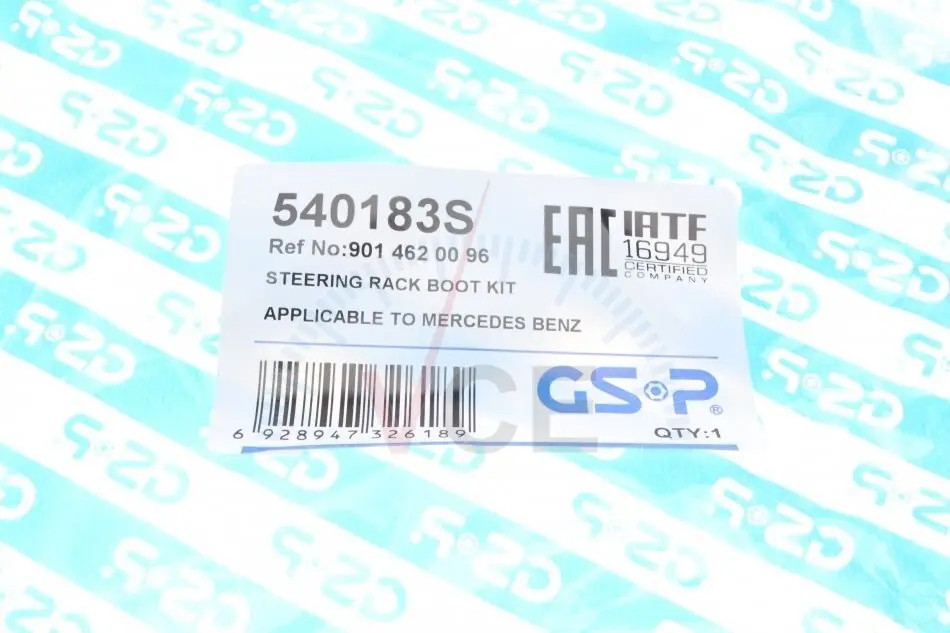 540183S
Ref No:901 462 00 96
STEERING RACK BOOT KIT
APPLICABLE TO MERCEDES BENZ
EAC
IATF
16949
CERTIFIED
COMPANY
GSP®
QTY:1
6 928947 326189
VCE